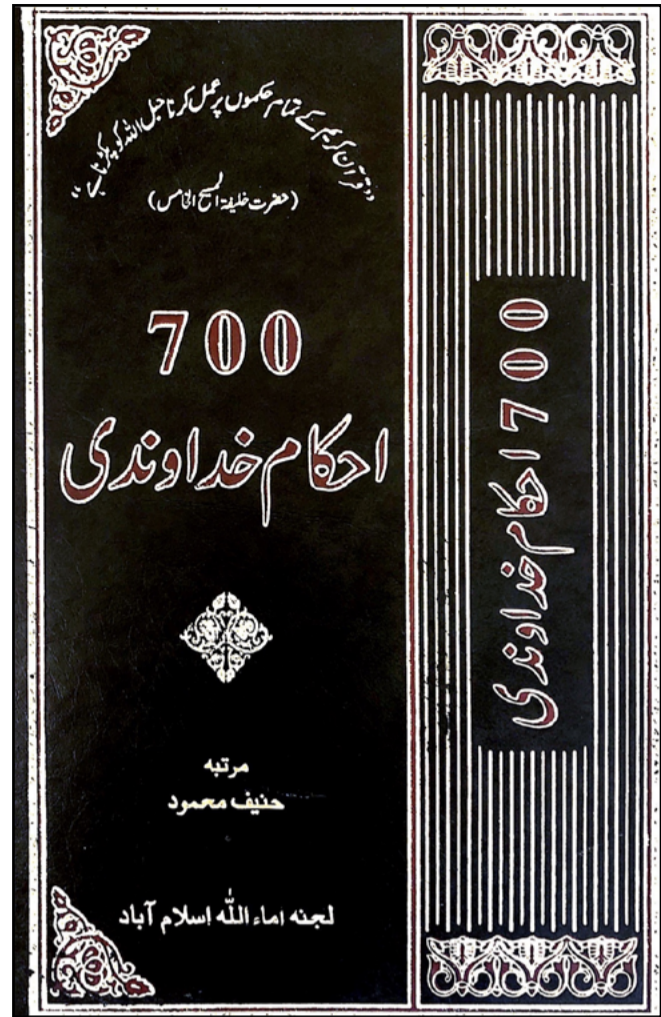 "قرآن کریم کے تمام حکموں پر عمل کرنا حبل اللہ کو پکڑنا ہے"
(حضرت خلیفۃ المسیح الخامس)
700
احکام خداوندی
مرتبہ
حنیف محمود
لجنہ اماء اللہ اسلام آباد
700 احکام خداوندی